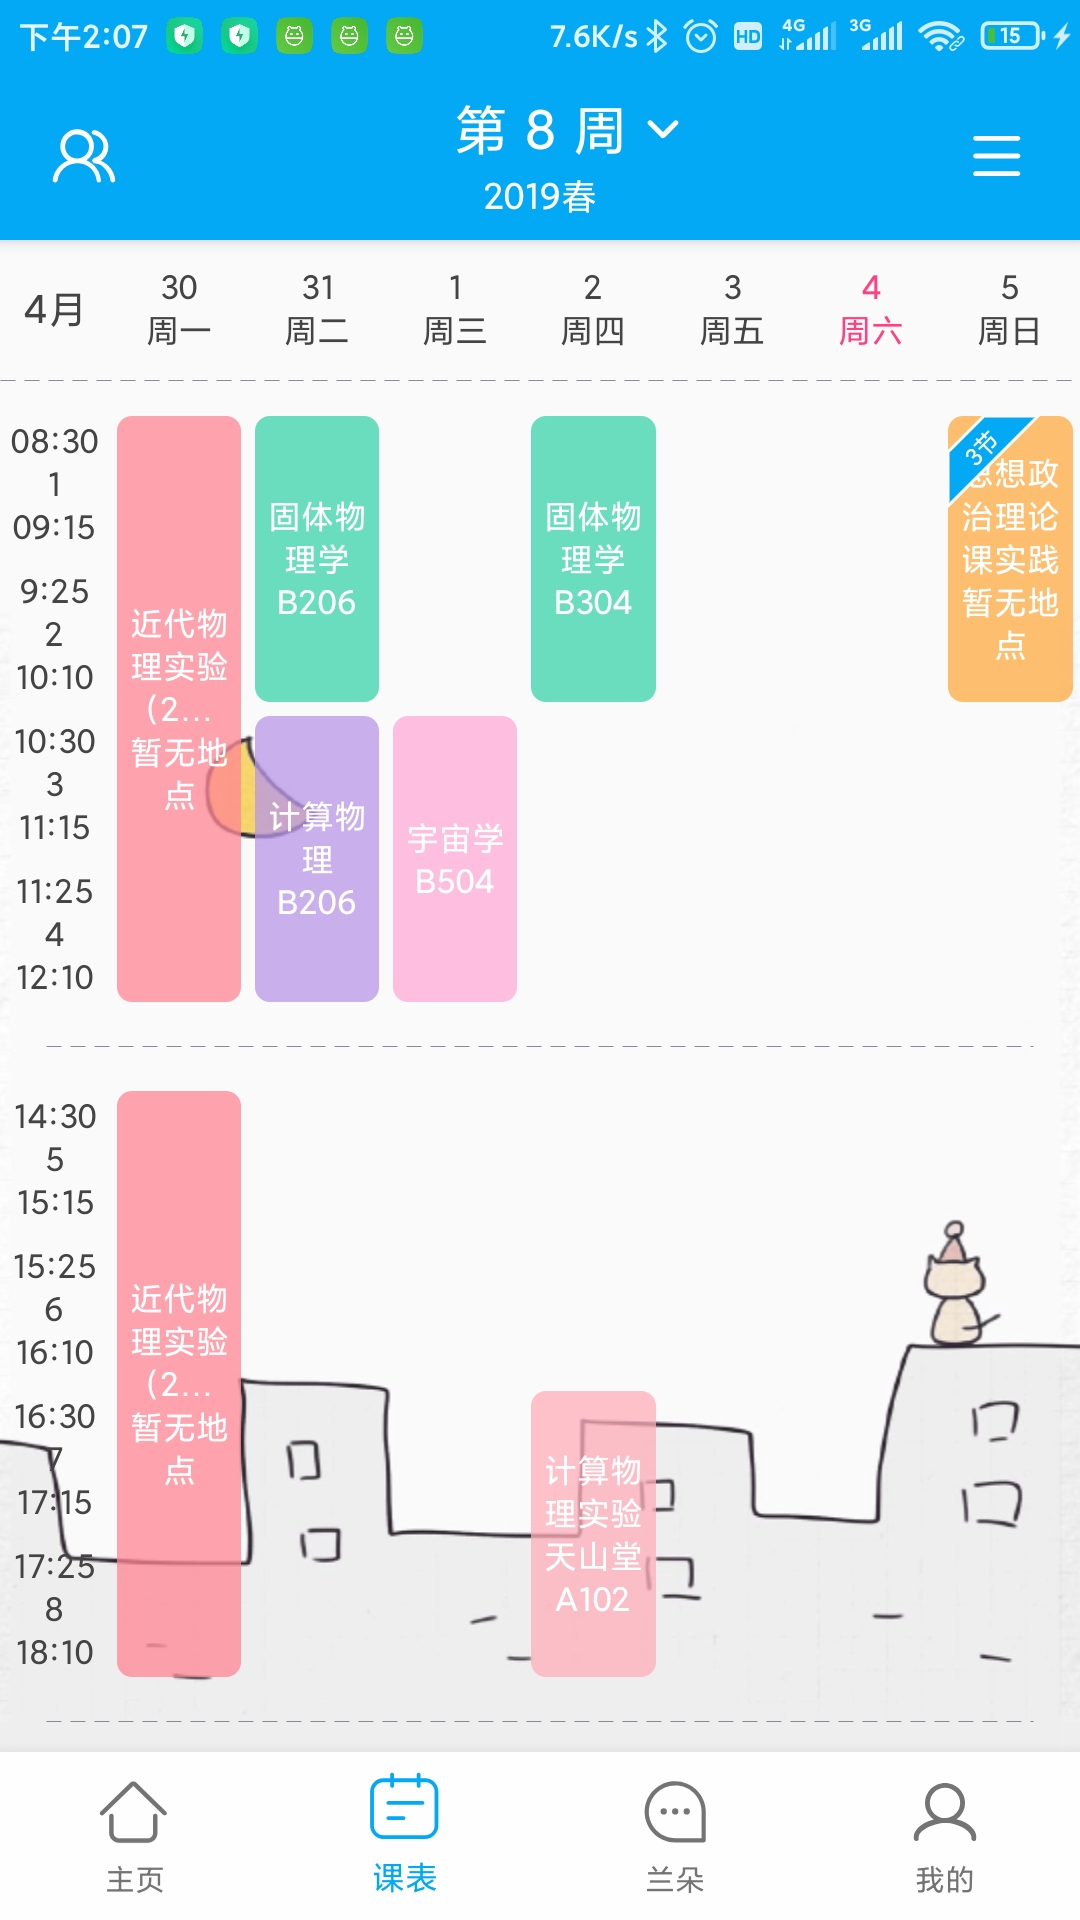 下午2:07 7.6K/s HD 4G 3G 15
第 8 周
2019春
4月
30 31 1 2 3 4 5
周一 周二 周三 周四 周五 周六 周日
08:30
1
09:15
9:25
2
10:10
10:30
3
11:15
11:25
4
12:10
近代物
理实验
(2...
暂无地
点
固体物
理学
B206
计算物
理
B206
宇宙学
B504
固体物
理学
B304
3节
思想政
治理论
课实践
暂无地
点
14:30
5
15:15
15:25
6
16:10
16:30
7
17:15
17:25
8
18:10
近代物
理实验
(2...
暂无地
点
计算物
理实验
天山堂
A102
主页 课表 兰朵 我的